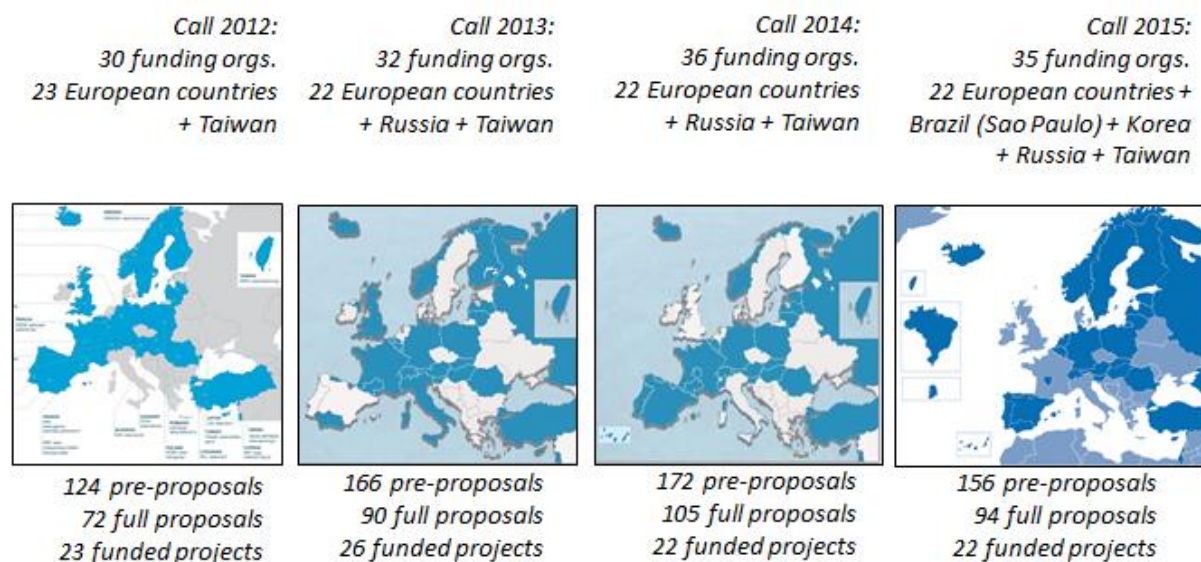 Call 2012:
30 funding orgs.
23 European countries
+ Taiwan
Call 2013:
32 funding orgs.
22 European countries
+ Russia + Taiwan
Call 2014:
36 funding orgs.
22 European countries
+ Russia + Taiwan
Call 2015:
35 funding orgs.
22 European countries +
Brazil (Sao Paulo) + Korea
+ Russia + Taiwan
124 pre-proposals
72 full proposals
23 funded projects
166 pre-proposals
90 full proposals
26 funded projects
172 pre-proposals
105 full proposals
22 funded projects
156 pre-proposals
94 full proposals
22 funded projects